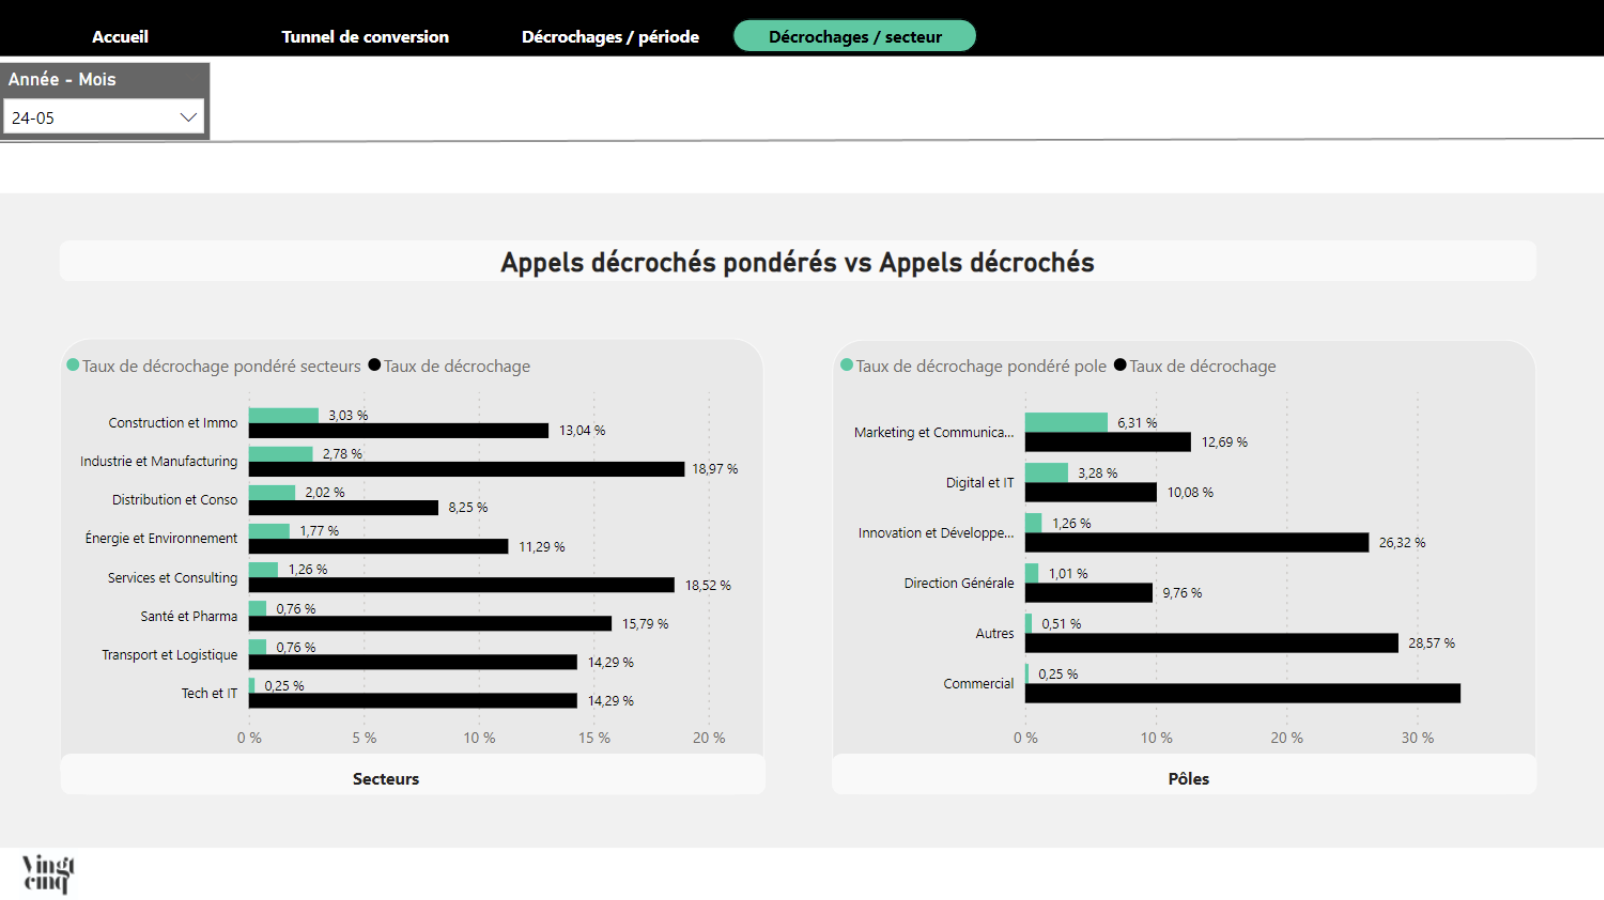 Accueil
Tunnel de conversion
Décrochages / période
Décrochages / secteur
Année - Mois
24-05
Appels décrochés pondérés vs Appels décrochés
Taux de décrochage pondéré secteurs
Taux de décrochage
Construction et Immo
3,03 %
13,04 %
Industrie et Manufacturing
2,78 %
18,97 %
Distribution et Conso
2,02 %
8,25 %
Énergie et Environnement
1,77 %
11,29 %
Services et Consulting
1,26 %
18,52 %
Santé et Pharma
0,76 %
15,79 %
Transport et Logistique
0,76 %
14,29 %
Tech et IT
0,25 %
14,29 %
0 %
5 %
10 %
15 %
20 %
Secteurs
Taux de décrochage pondéré pole
Taux de décrochage
Marketing et Communica...
6,31 %
12,69 %
Digital et IT
3,28 %
10,08 %
Innovation et Développe...
1,26 %
26,32 %
Direction Générale
1,01 %
9,76 %
Autres
0,51 %
28,57 %
Commercial
0,25 %
0 %
10 %
20 %
30 %
Pôles
Vingt
cinq